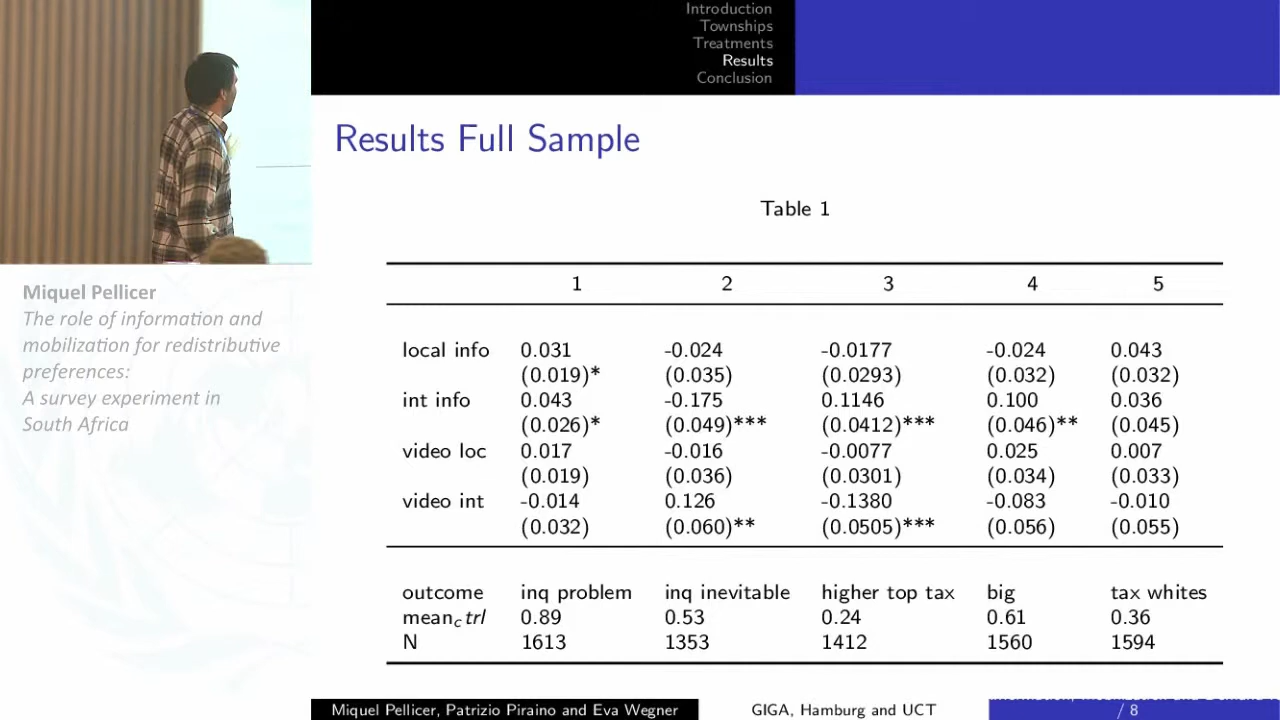 Introduction
Townships
Treatments
Results
Conclusion
Results Full Sample
Table 1
1 2 3 4 5
local info 0.031 -0.024 -0.0177 -0.024 0.043
(0.019)* (0.035) (0.0293) (0.032) (0.032)
int info 0.043 -0.175 0.1146 0.100 0.036
(0.026)* (0.049)*** (0.0412)*** (0.046)** (0.045)
video loc 0.017 -0.016 -0.0077 0.025 0.007
(0.019) (0.036) (0.0301) (0.034) (0.033)
video int -0.014 0.126 -0.1380 -0.083 -0.010
(0.032) (0.060)** (0.0505)*** (0.056) (0.055)
outcome inq problem inq inevitable higher top tax big tax whites
mean_c trl 0.89 0.53 0.24 0.61 0.36
N 1613 1353 1412 1560 1594
Miquel Pellicer
The role of information and
mobilization for redistributive
preferences:
A survey experiment in
South Africa
Miquel Pellicer, Patrizio Piraino and Eva Wegner GIGA, Hamburg and UCT
/ 8